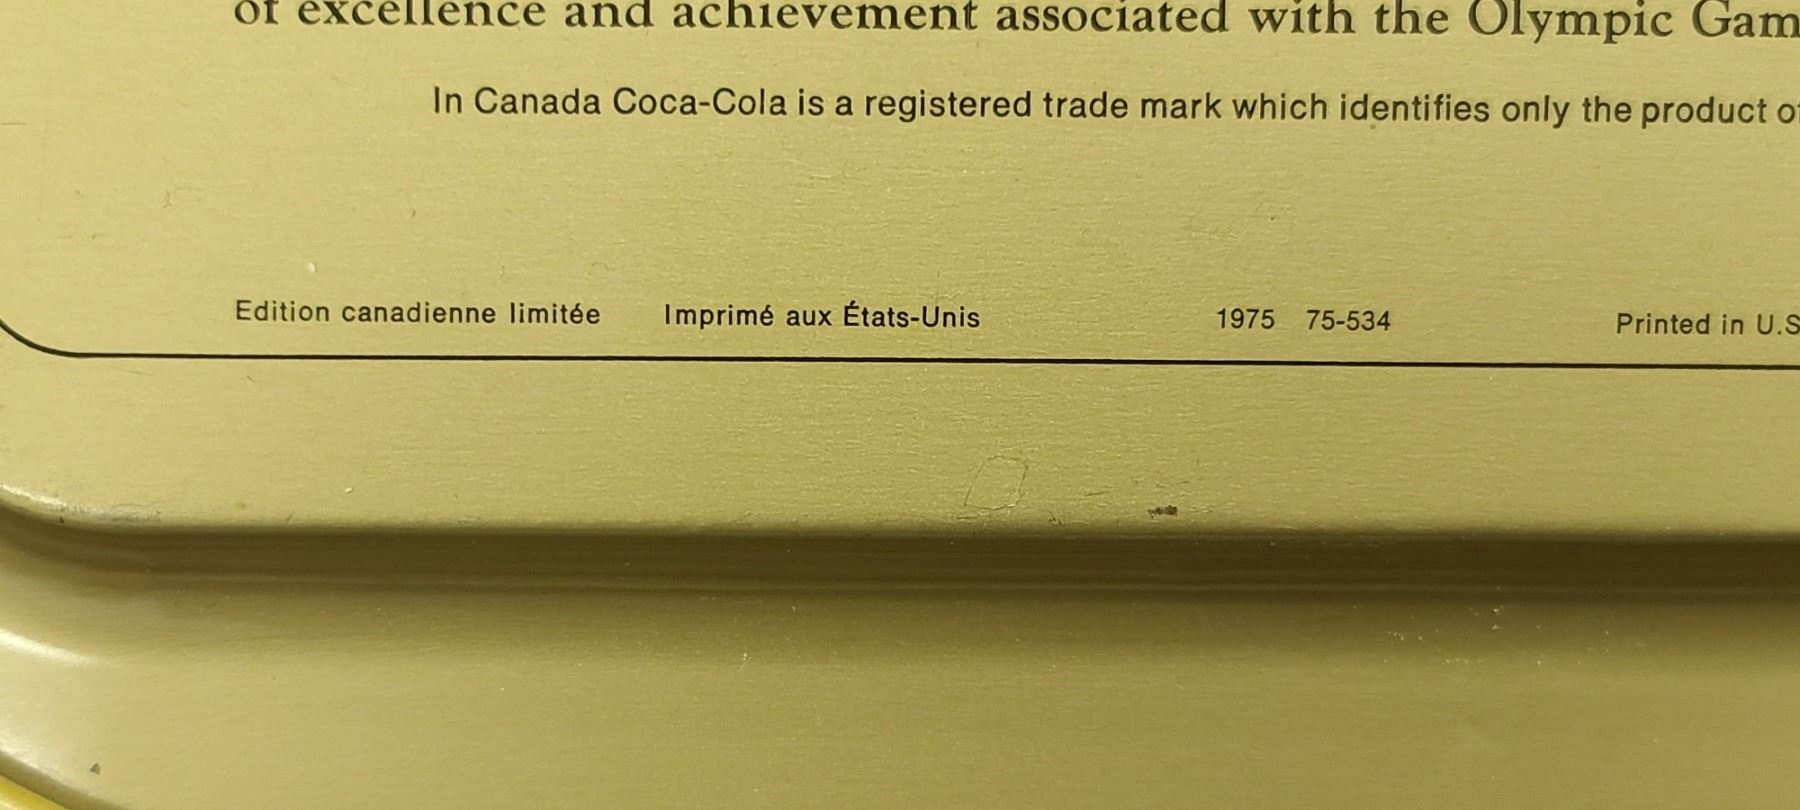 of excellence and achievement associated with the Olympic Gam
In Canada Coca-Cola is a registered trade mark which identifies only the product of
Edition canadienne limitée Imprimé aux États-Unis 1975 75-534 Printed in U.S